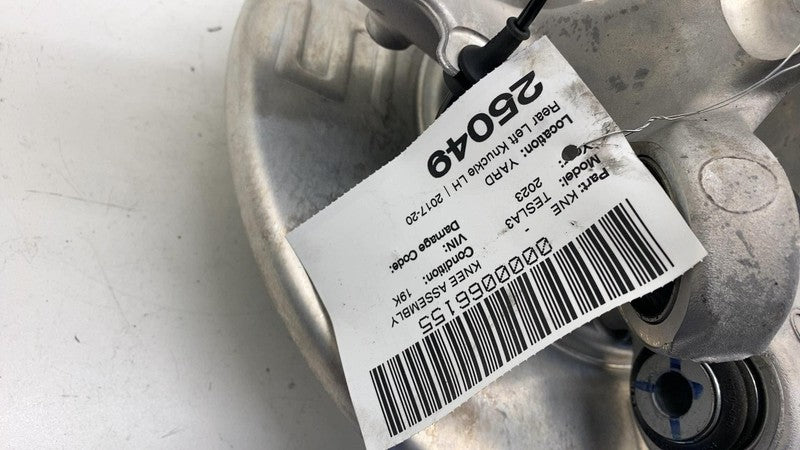 0000066155
Part: KNE - KNEE ASSEMBLY
Model: TESLA3 Condition: 19K
Year: 2023 VIN:
Location: YARD Damage Code:
Rear Left Knuckle LH | 2017-20
25049